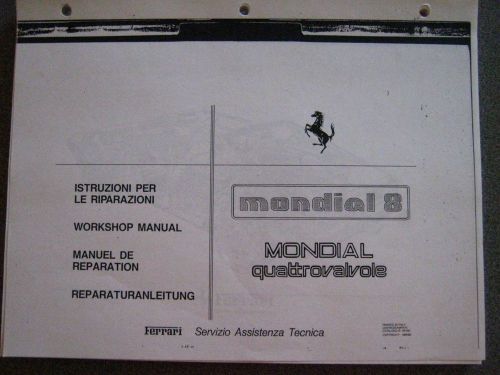 ISTRUZIONI PER
LE RIPARAZIONI
WORKSHOP MANUAL
MANUEL DE
REPARATION
REPARATURANLEITUNG
mondial 8
MONDIAL
quattrovalvole
Ferrari Servizio Assistenza Tecnica